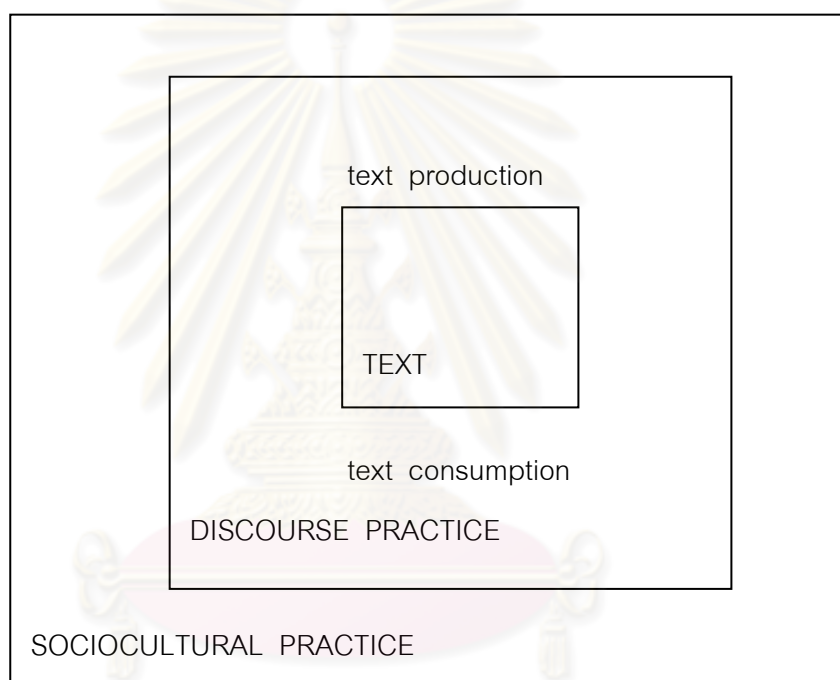 text production
TEXT
text consumption
DISCOURSE PRACTICE
SOCIOCULTURAL PRACTICE